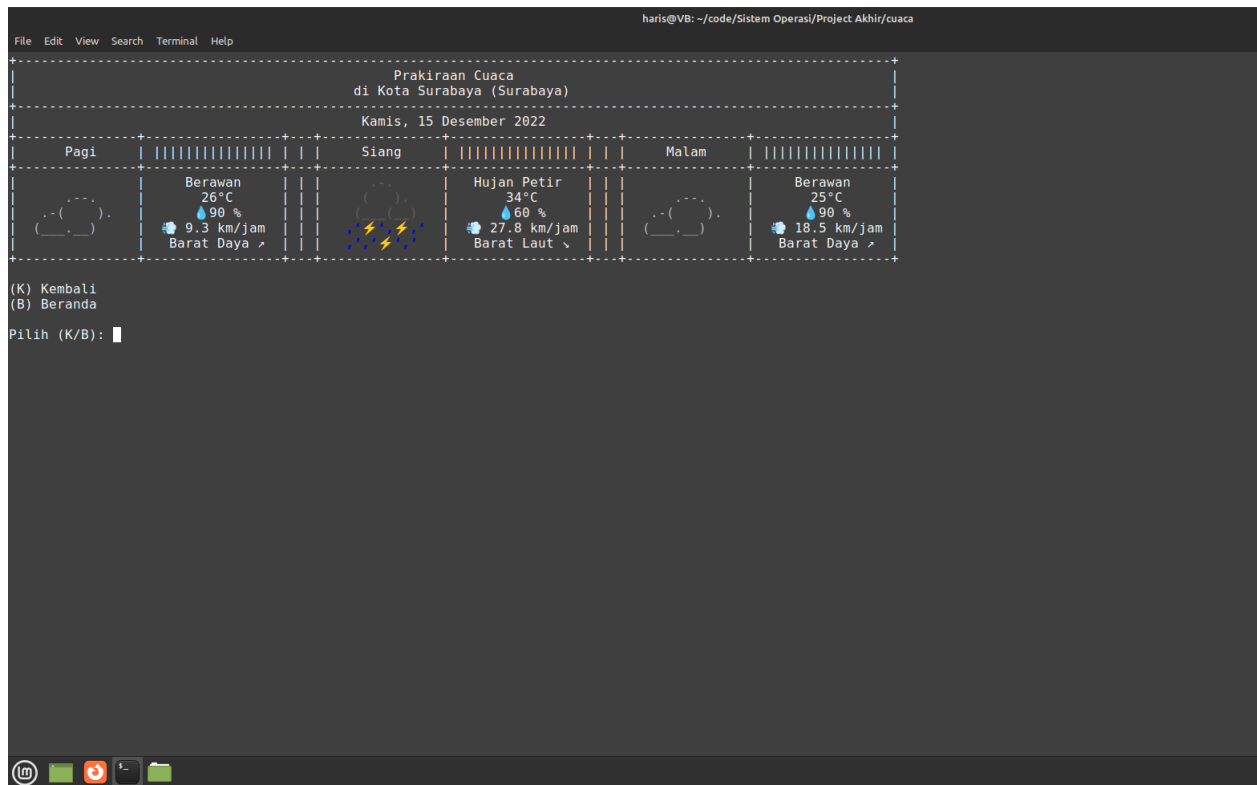 haris@VB: ~/code/Sistem Operasi/Project Akhir/cuaca
File Edit View Search Terminal Help
Prakiraan Cuaca
di Kota Surabaya (Surabaya)
Kamis, 15 Desember 2022
Pagi Siang Malam
Berawan Hujan Petir Berawan
26°C 34°C 25°C
💧90 % 💧60 % 💧90 %
💨 9.3 km/jam 💨 27.8 km/jam 💨 18.5 km/jam
Barat Daya ↗ Barat Laut ↘ Barat Daya ↗
(K) Kembali
(B) Beranda
Pilih (K/B):